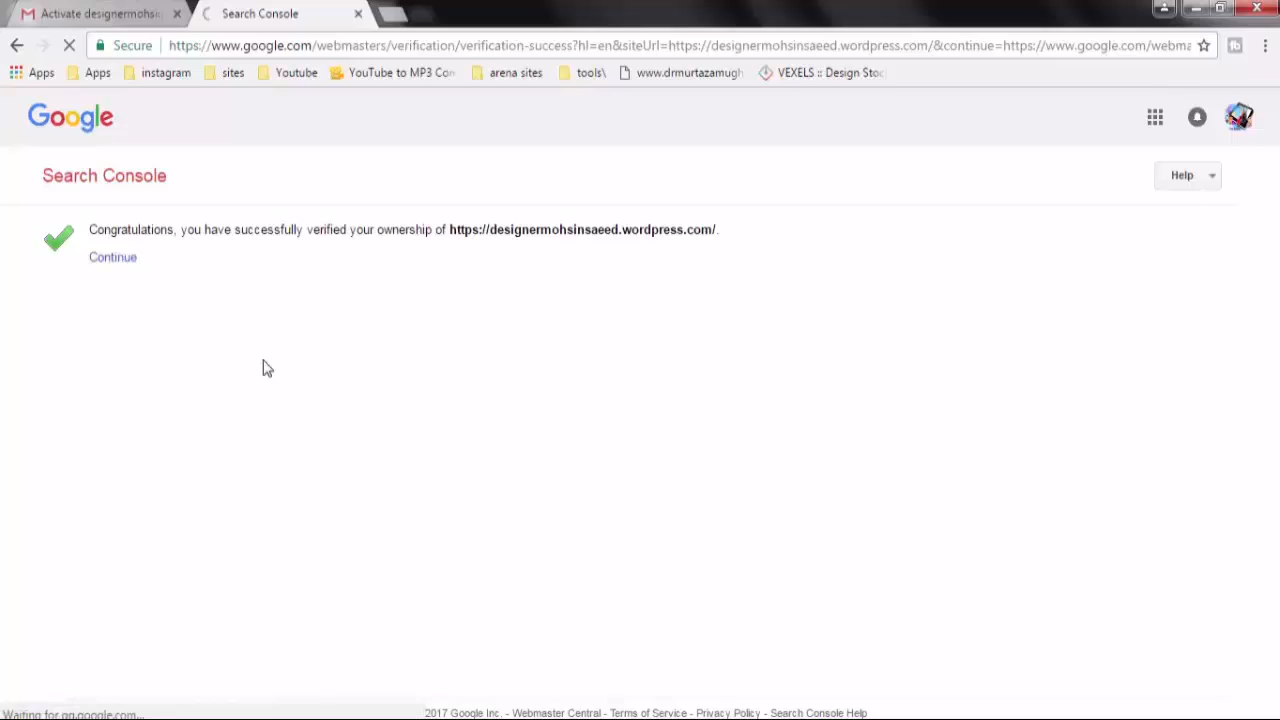 Activate designermohsi
Search Console
Secure
https://www.google.com/webmasters/verification/verification-success?hl=en&siteUrl=https://designermohsinsaeed.wordpress.com/&continue=https://www.google.com/webma
Apps
Apps
instagram
sites
Youtube
YouTube to MP3 Con
arena sites
tools\
www.drmurtazamugh
VEXELS :: Design Stoc
Google
Search Console
Help
Congratulations, you have successfully verified your ownership of https://designermohsinsaeed.wordpress.com/.
Continue
Waiting for gg.google.com...
2017 Google Inc. - Webmaster Central - Terms of Service - Privacy Policy - Search Console Help